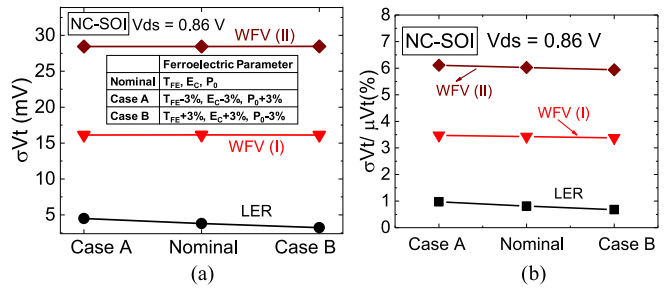 NC-SOI Vds = 0.86 V
WFV (II)
Ferroelectric Parameter
Nominal T_FE, E_C, P_0
Case A T_FE-3%, E_C-3%, P_0+3%
Case B T_FE+3%, E_C+3%, P_0-3%
WFV (I)
LER
σVt (mV)
35
30
25
20
15
10
5
Case A Nominal Case B
(a)
NC-SOI Vds = 0.86 V
WFV (II)
WFV (I)
LER
σVt/ μVt(%)
8
7
6
5
4
3
2
1
0
Case A Nominal Case B
(b)